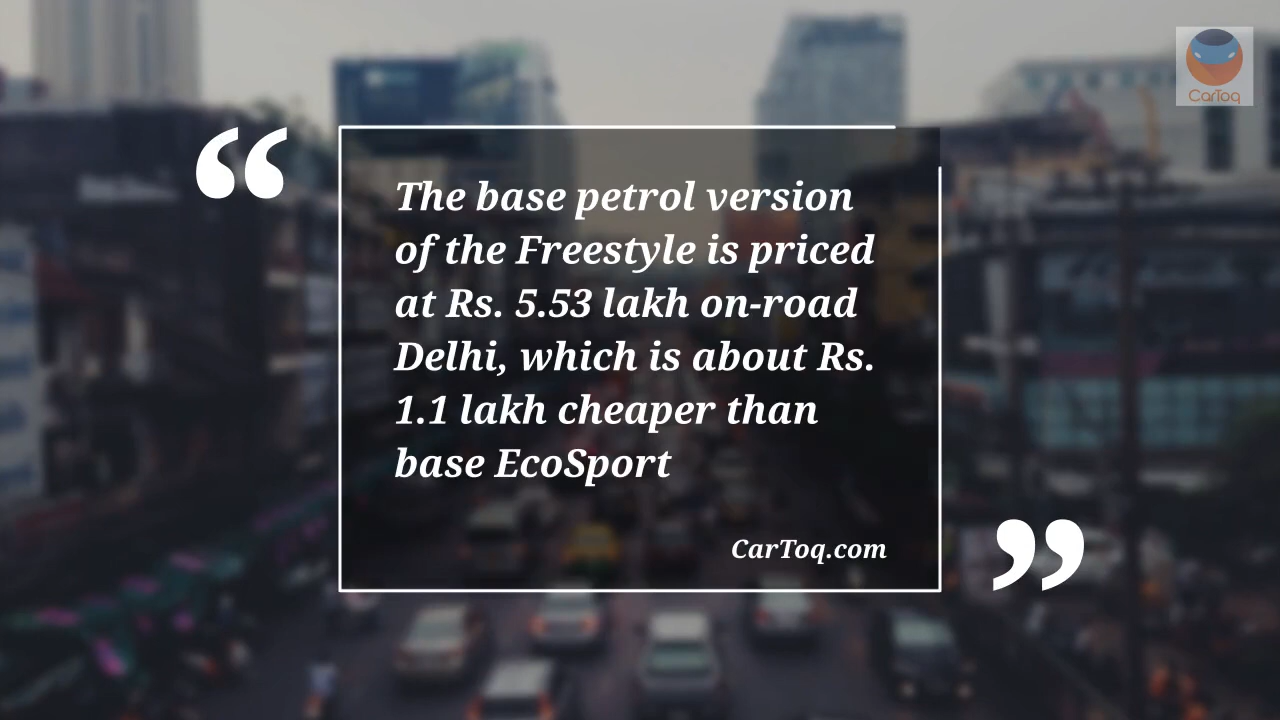 CarToq
“
The base petrol version
of the Freestyle is priced
at Rs. 5.53 lakh on-road
Delhi, which is about Rs.
1.1 lakh cheaper than
base EcoSport
CarToq.com
”